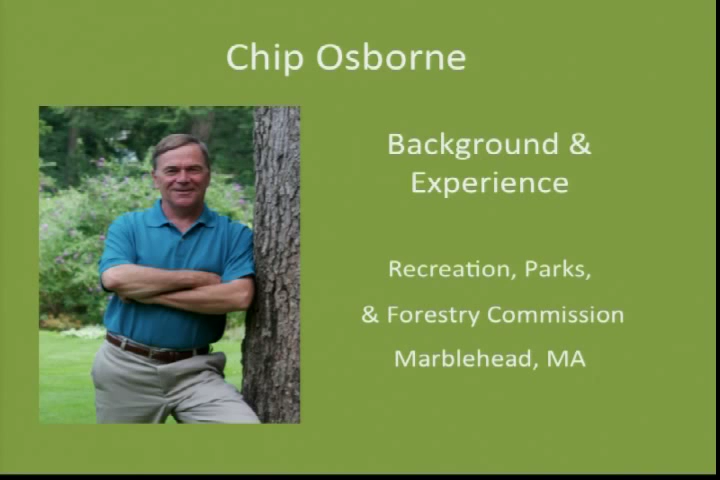 Chip Osborne
Background &
Experience
Recreation, Parks,
& Forestry Commission
Marblehead, MA